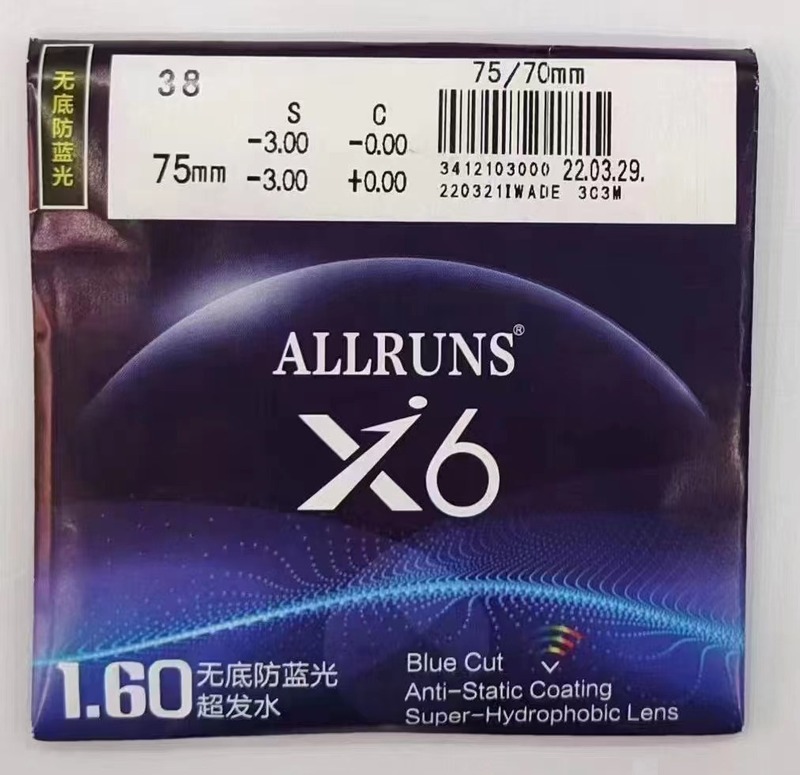 无底防蓝光
38
75/70mm
S C
-3.00 -0.00
75mm -3.00 +0.00
3412103000 22.03.29.
220321IWADE 3C3M
ALLRUNS®
X6
1.60 无底防蓝光
超发水
Blue Cut
Anti-Static Coating
Super-Hydrophobic Lens